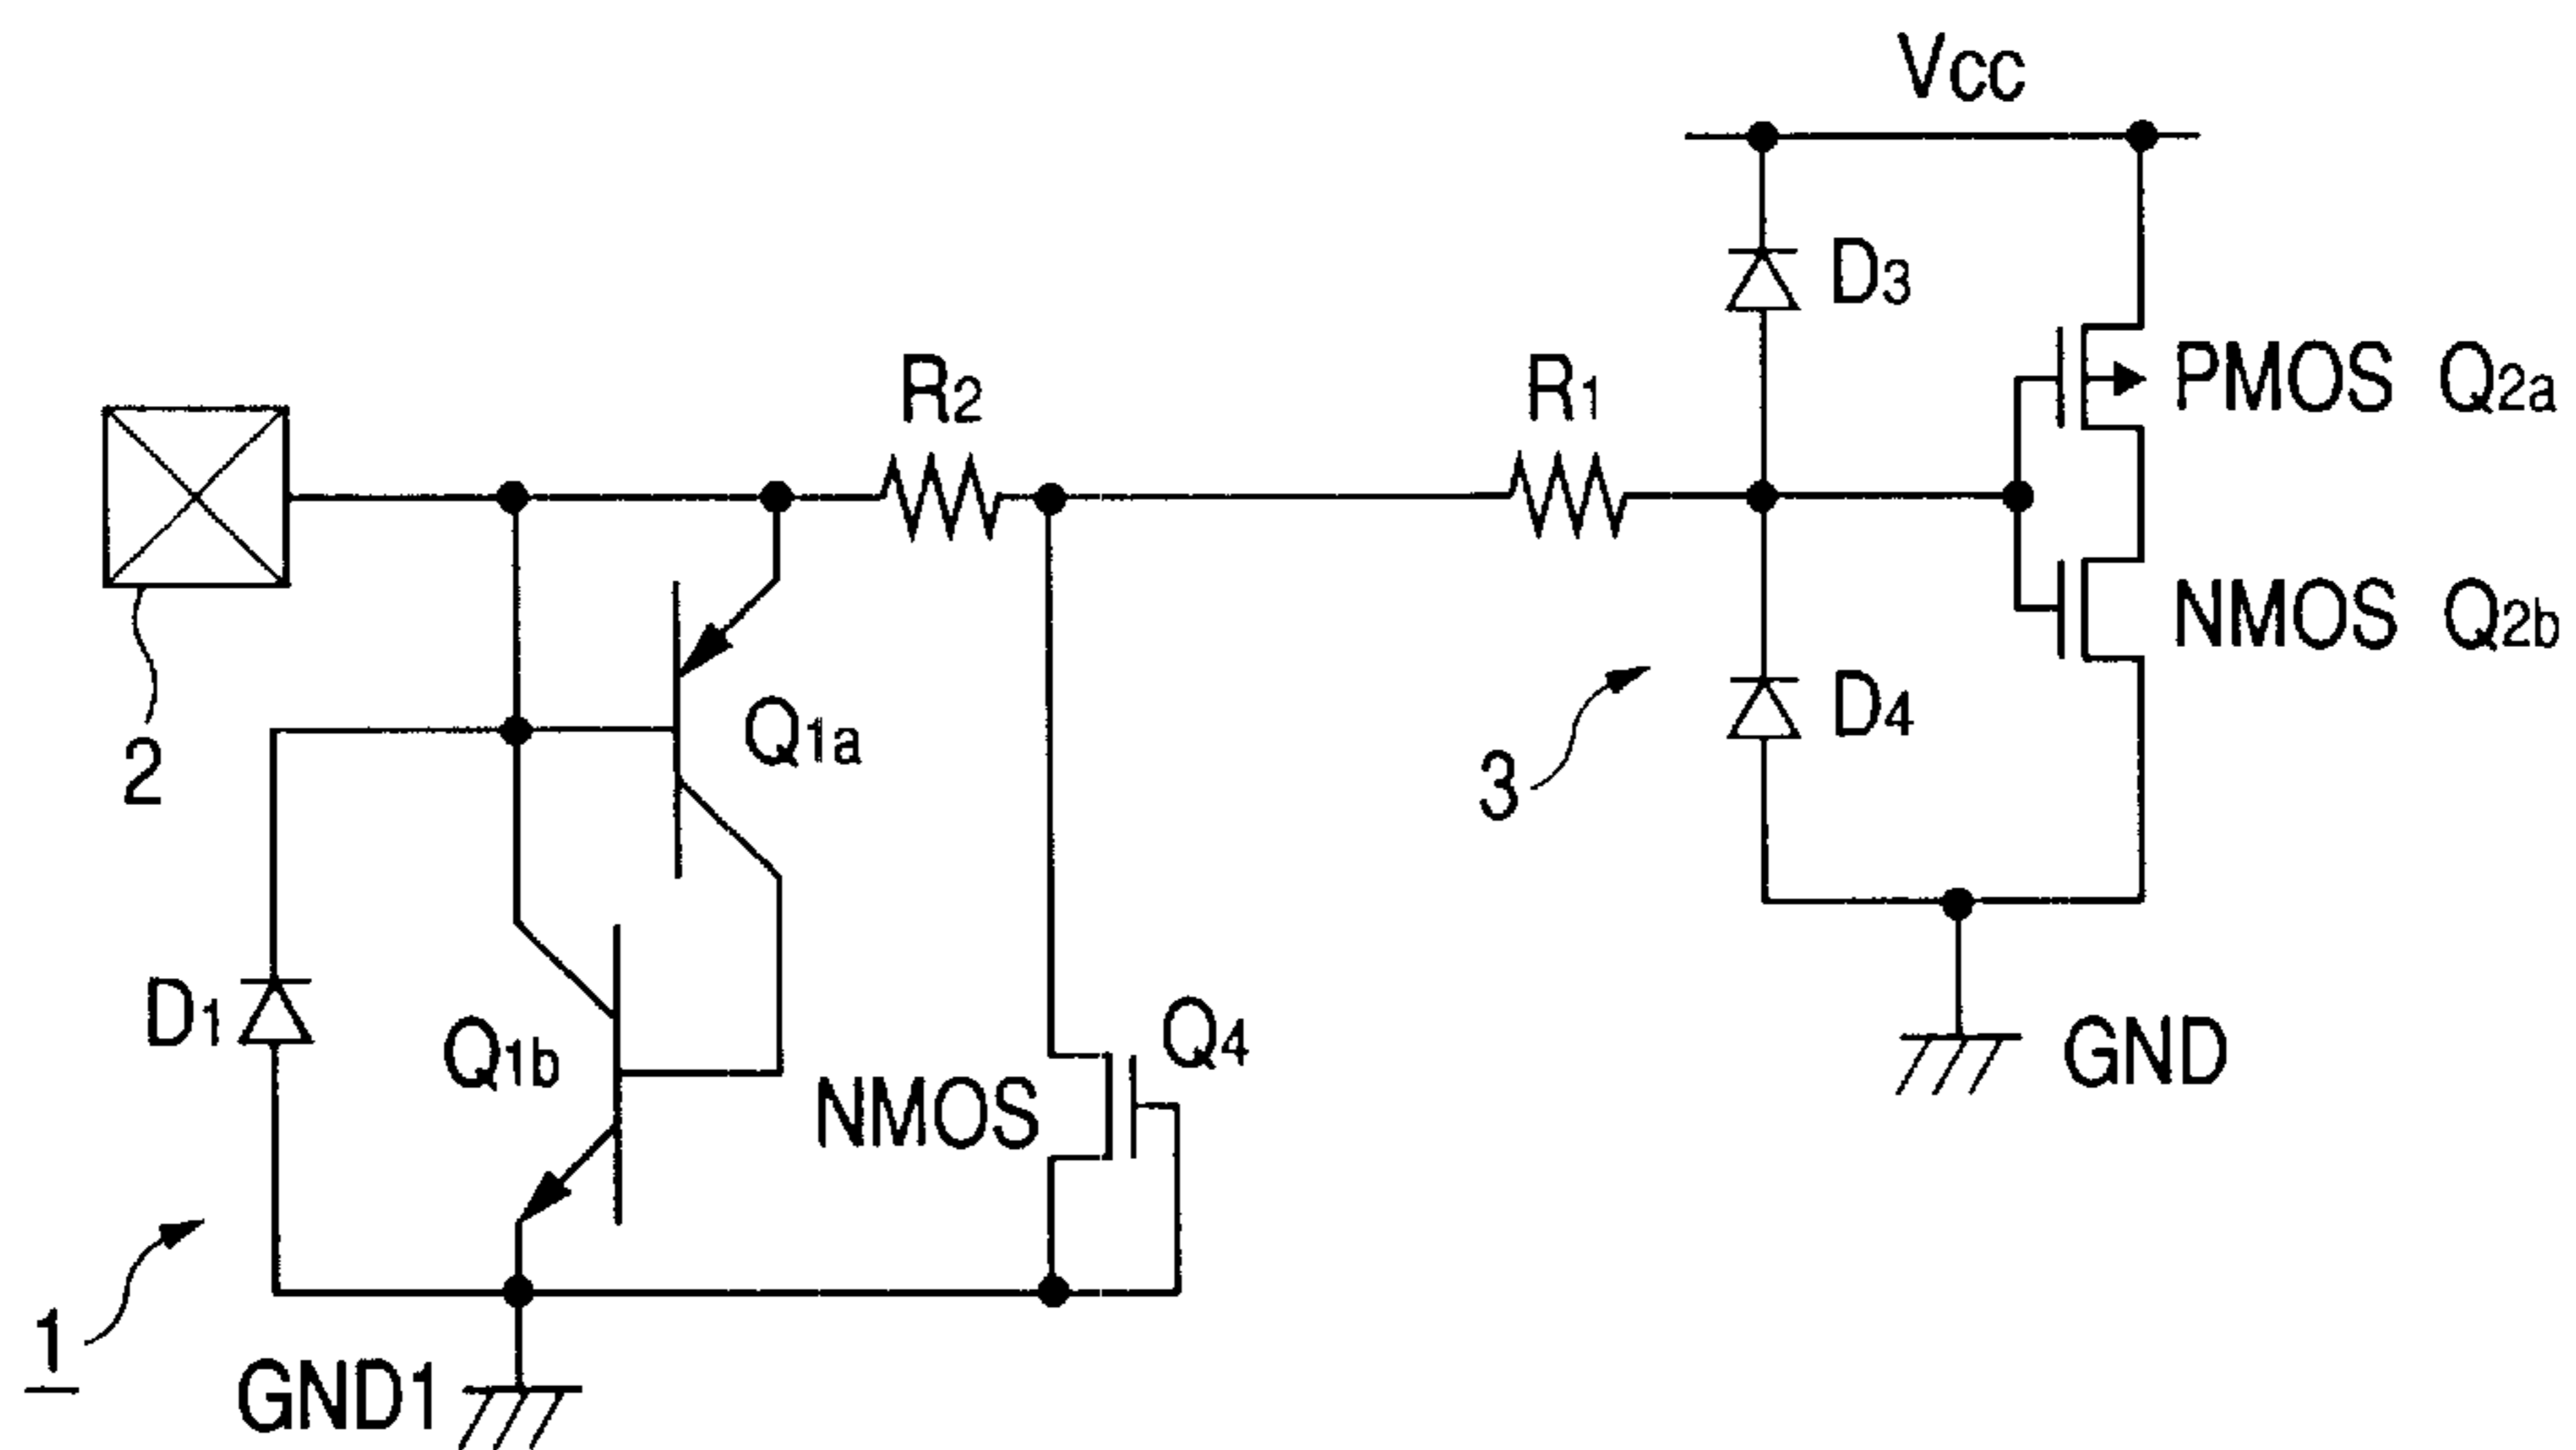 Vcc
D3
R2
R1
PMOS Q2a
NMOS Q2b
D4
Q1a
2
3
D1
Q1b
Q4
NMOS
GND
1
GND1